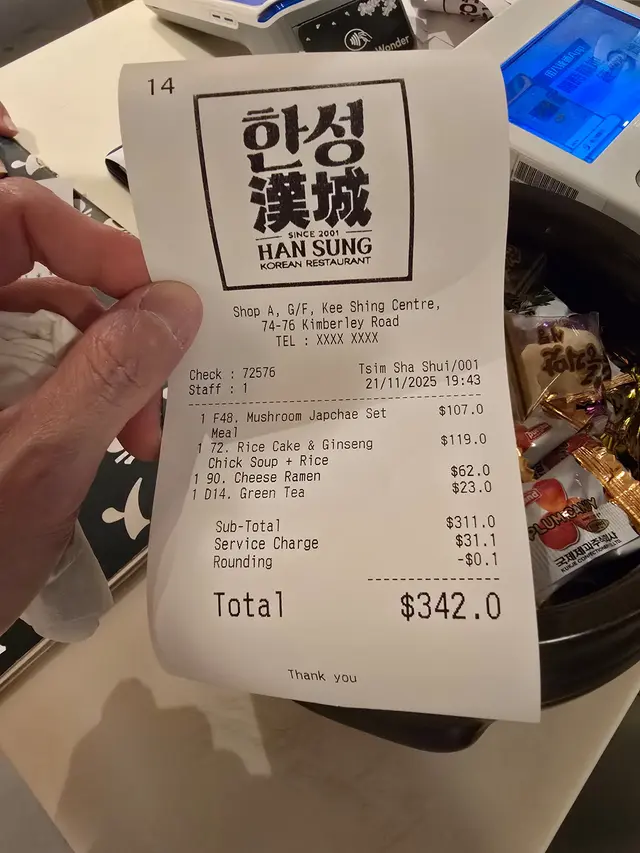 Wonder
14
한성
漢城
SINCE 2001
HAN SUNG
KOREAN RESTAURANT
Shop A, G/F, Kee Shing Centre,
74-76 Kimberley Road
TEL : XXXX XXXX
Check : 72576 Tsim Sha Shui/001
Staff : 1 21/11/2025 19:43
1 F48. Mushroom Japchae Set $107.0
Meal
1 72. Rice Cake & Ginseng $119.0
Chick Soup + Rice
1 90. Cheese Ramen $62.0
1 D14. Green Tea $23.0
Sub-Total $311.0
Service Charge $31.1
Rounding -$0.1
Total $342.0
Thank you